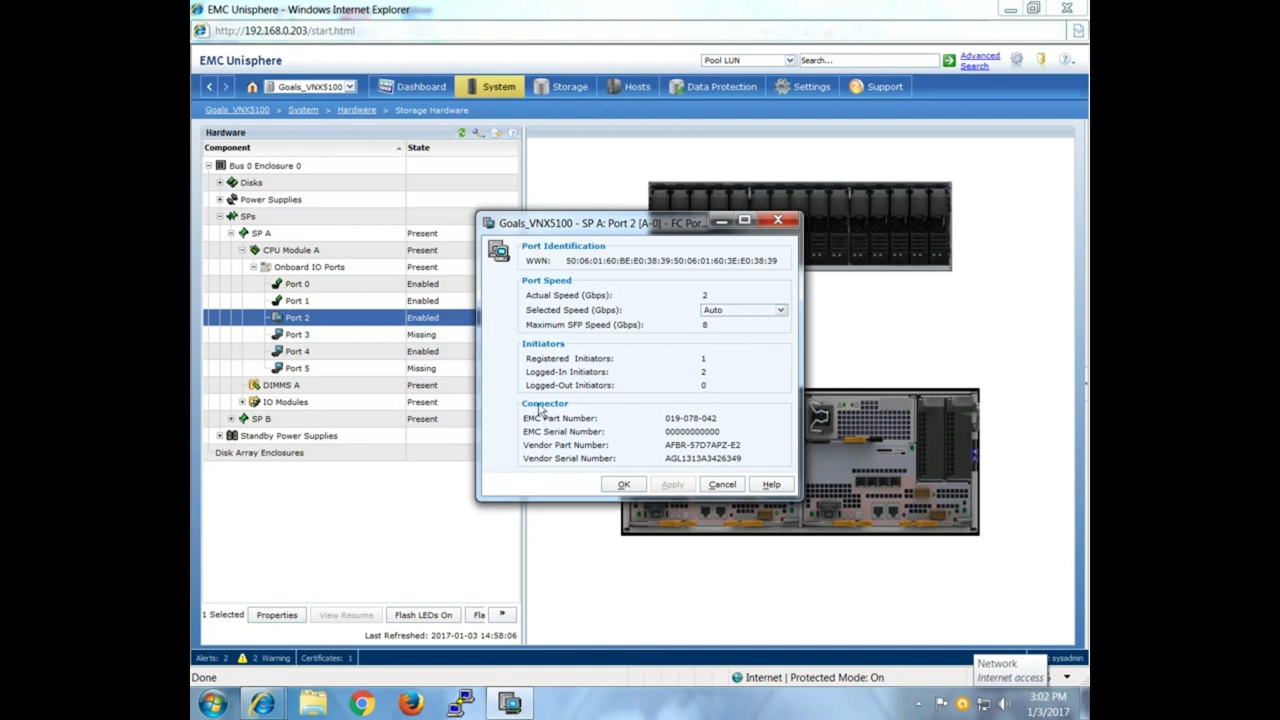 EMC Unisphere - Windows Internet Explorer
http://192.168.0.203/start.html
EMC Unisphere
Pool LUN
Search...
Advanced Search
Goals_VNX5100
Dashboard
System
Storage
Hosts
Data Protection
Settings
Support
Goals_VNX5100 > System > Hardware > Storage Hardware
Hardware
Component State
Bus 0 Enclosure 0
Disks
Power Supplies
SPs
SP A Present
CPU Module A Present
Onboard IO Ports Present
Port 0 Enabled
Port 1 Enabled
Port 2 Enabled
Port 3 Missing
Port 4 Enabled
Port 5 Missing
DIMMS A Present
IO Modules Present
SP B Present
Standby Power Supplies
Disk Array Enclosures
1 Selected Properties View Resume Flash LEDs On Fla »
Last Refreshed: 2017-01-03 14:58:06
Goals_VNX5100 - SP A: Port 2 [A-0] - FC Por...
Port Identification
WWN: 50:06:01:60:BE:E0:38:39:50:06:01:60:3E:E0:38:39
Port Speed
Actual Speed (Gbps): 2
Selected Speed (Gbps): Auto
Maximum SFP Speed (Gbps): 8
Initiators
Registered Initiators: 1
Logged-In Initiators: 2
Logged-Out Initiators: 0
Connector
EMC Part Number: 019-078-042
EMC Serial Number: 00000000000
Vendor Part Number: AFBR-57D7APZ-E2
Vendor Serial Number: AGL1313A3426349
OK Apply Cancel Help
Alerts: 2 2 Warning Certificates: 1
sysadmin
Network
Internet access
Done
Internet | Protected Mode: On
3:02 PM
1/3/2017